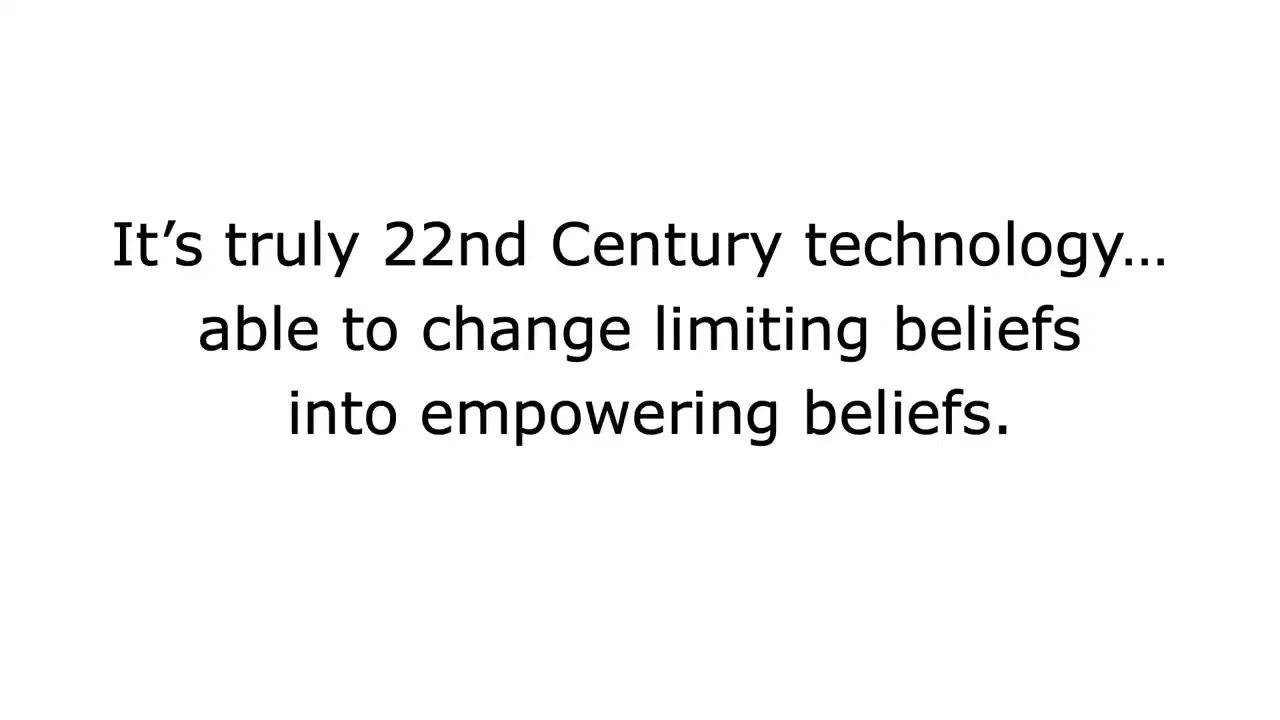 It’s truly 22nd Century technology…
able to change limiting beliefs
into empowering beliefs.